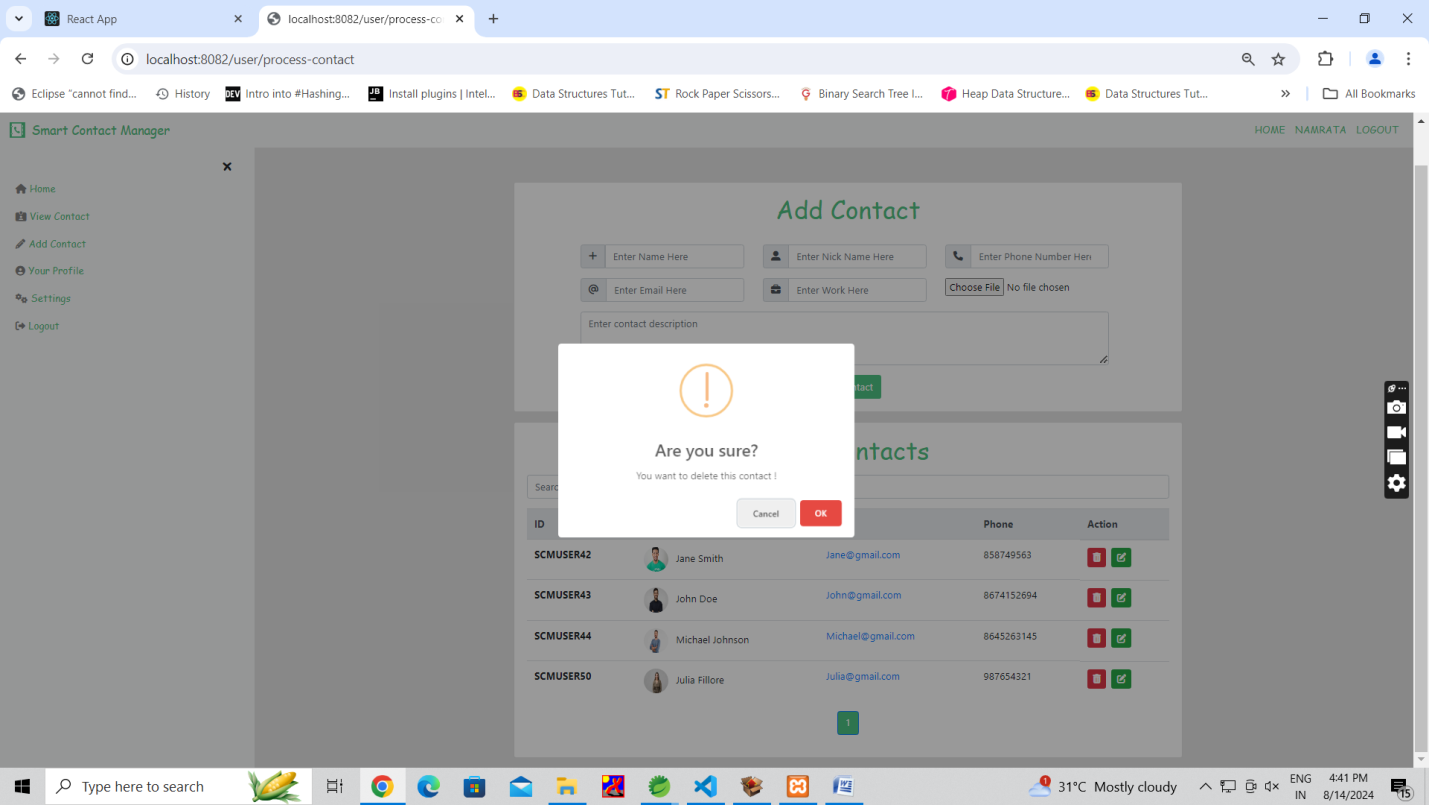 React App
localhost:8082/user/process-co
localhost:8082/user/process-contact
Eclipse "cannot find...
History
DEV
Intro into #Hashing...
JB
Install plugins | Intel...
Data Structures Tut...
ST
Rock Paper Scissors...
Binary Search Tree I...
Heap Data Structure...
Data Structures Tut...
All Bookmarks
Smart Contact Manager
HOME NAMRATA LOGOUT
Home
View Contact
Add Contact
Your Profile
Settings
Logout
Add Contact
Enter Name Here
Enter Nick Name Here
Enter Phone Number Her
@ Enter Email Here
Enter Work Here
Choose File No file chosen
Enter contact description
ntact
Are you sure?
You want to delete this contact !
Cancel OK
ntacts
Searc
ID Phone Action
SCMUSER42 Jane Smith Jane@gmail.com 858749563
SCMUSER43 John Doe John@gmail.com 8674152694
SCMUSER44 Michael Johnson Michael@gmail.com 8645263145
SCMUSER50 Julia Fillore Julia@gmail.com 987654321
1
Type here to search
1
31°C Mostly cloudy
ENG
IN
4:41 PM
8/14/2024
15